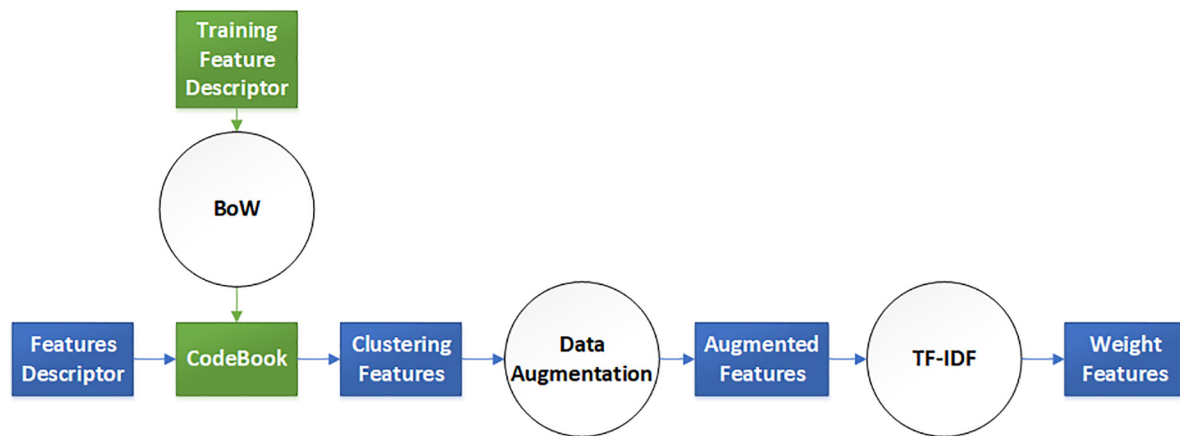 Training
Feature
Descriptor
BoW
Features
Descriptor
CodeBook
Clustering
Features
Data
Augmentation
Augmented
Features
TF-IDF
Weight
Features